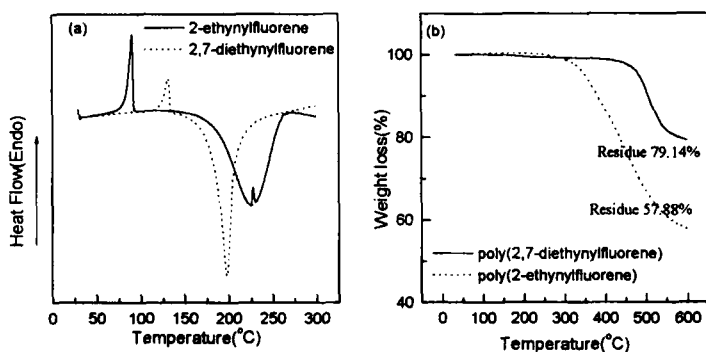 (a)
2-ethynylfluorene
2,7-diethynylfluorene
Heat Flow(Endo)
0 50 100 150 200 250 300
Temperature(°C)
(b)
100
80
60
40
Weight loss(%)
Residue 79.14%
Residue 57.88%
poly(2,7-diethynylfluorene)
poly(2-ethynylfluorene)
0 100 200 300 400 500 600
Temperature(°C)